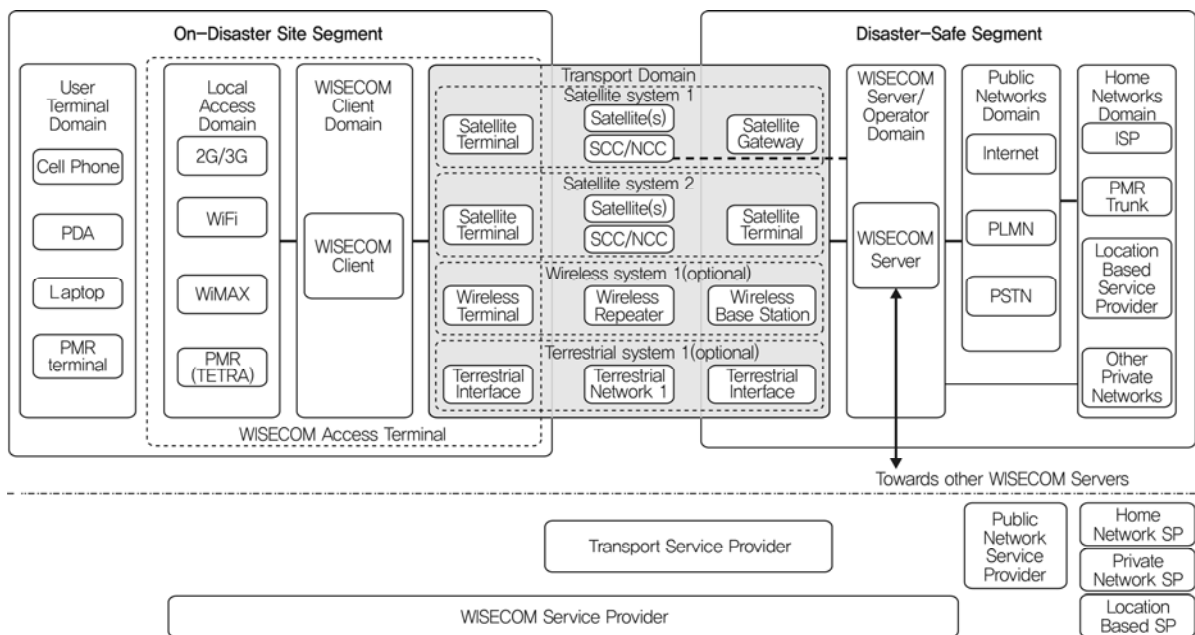 On-Disaster Site Segment
Disaster-Safe Segment
User
Terminal
Domain
Cell Phone
PDA
Laptop
PMR
terminal
Local
Access
Domain
2G/3G
WiFi
WiMAX
PMR
(TETRA)
WISECOM
Client
Domain
WISECOM
Client
WISECOM Access Terminal
Transport Domain
Satellite system 1
Satellite
Terminal
Satellite(s)
SCC/NCC
Satellite
Gateway
Satellite system 2
Satellite
Terminal
Satellite(s)
SCC/NCC
Satellite
Terminal
Wireless system 1(optional)
Wireless
Terminal
Wireless
Repeater
Wireless
Base Station
Terrestrial system 1(optional)
Terrestrial
Interface
Terrestrial
Network 1
Terrestrial
Interface
WISECOM
Server/
Operator
Domain
WISECOM
Server
Public
Networks
Domain
Internet
PLMN
PSTN
Home
Networks
Domain
ISP
PMR
Trunk
Location
Based
Service
Provider
Other
Private
Networks
Towards other WISECOM Servers
Transport Service Provider
Public
Network
Service
Provider
Home
Network SP
Private
Network SP
Location
Based SP
WISECOM Service Provider